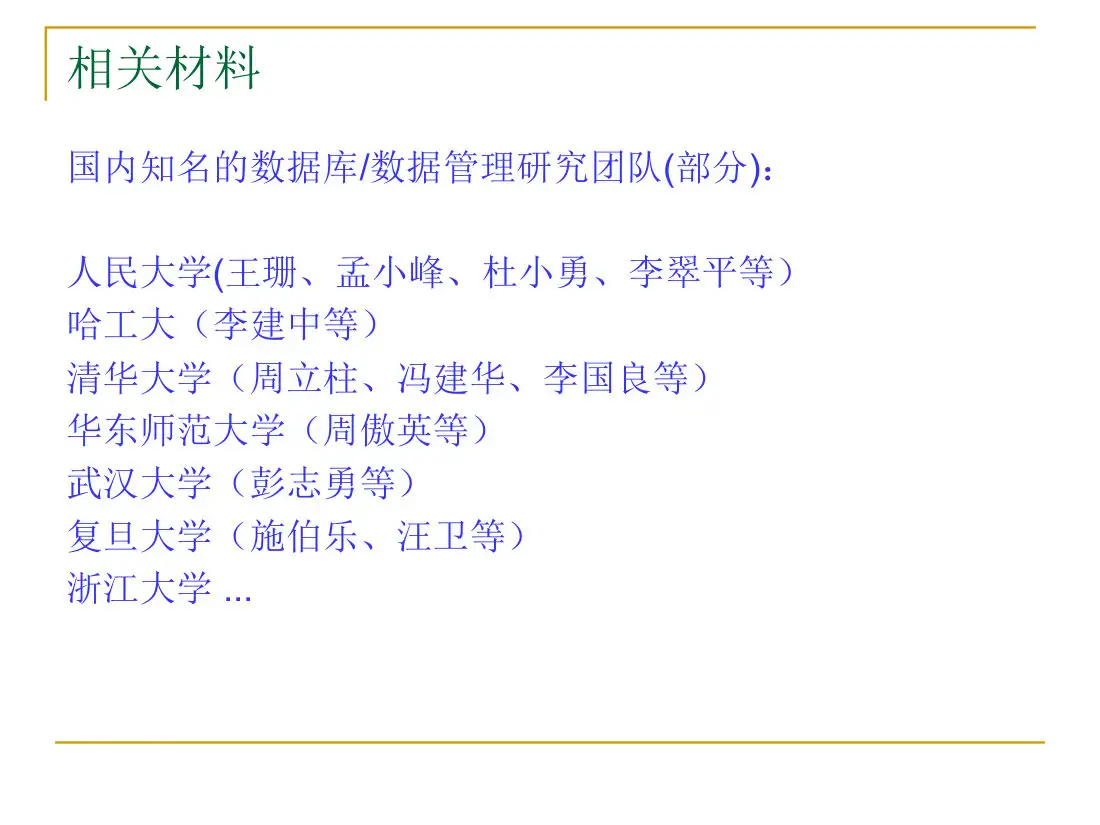 相关材料
国内知名的数据库/数据管理研究团队(部分)：
人民大学(王珊、孟小峰、杜小勇、李翠平等）
哈工大（李建中等）
清华大学（周立柱、冯建华、李国良等）
华东师范大学（周傲英等）
武汉大学（彭志勇等）
复旦大学（施伯乐、汪卫等）
浙江大学 ...